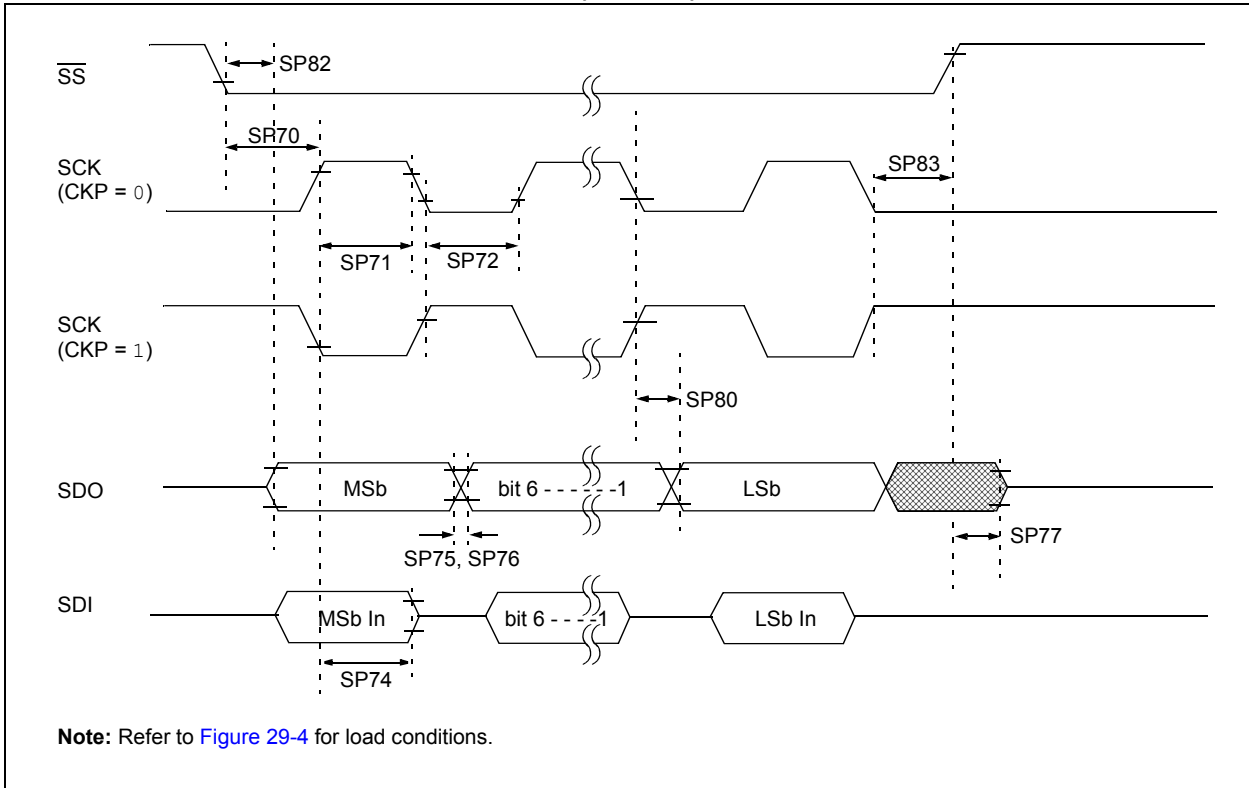 SS
SP82
SP70
SCK
(CKP = 0)
SP83
SP71
SP72
SCK
(CKP = 1)
SP80
SDO
MSb
bit 6 - - - - - -1
LSb
SP77
SP75, SP76
SDI
MSb In
bit 6 - - - -1
LSb In
SP74
Note: Refer to Figure 29-4 for load conditions.